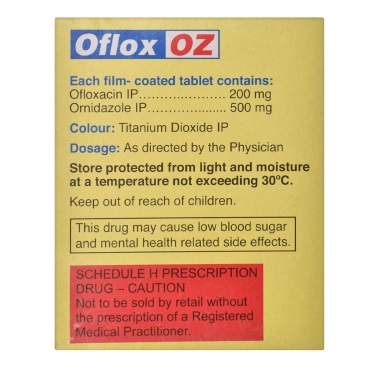 Oflox OZ
Each film- coated tablet contains:
Ofloxacin IP..................... 200 mg
Ornidazole IP..................... 500 mg
Colour: Titanium Dioxide IP
Dosage: As directed by the Physician
Store protected from light and moisture
at a temperature not exceeding 30ºC.
Keep out of reach of children.
This drug may cause low blood sugar
and mental health related side effects.
SCHEDULE H PRESCRIPTION
DRUG – CAUTION
Not to be sold by retail without
the prescription of a Registered
Medical Practitioner.